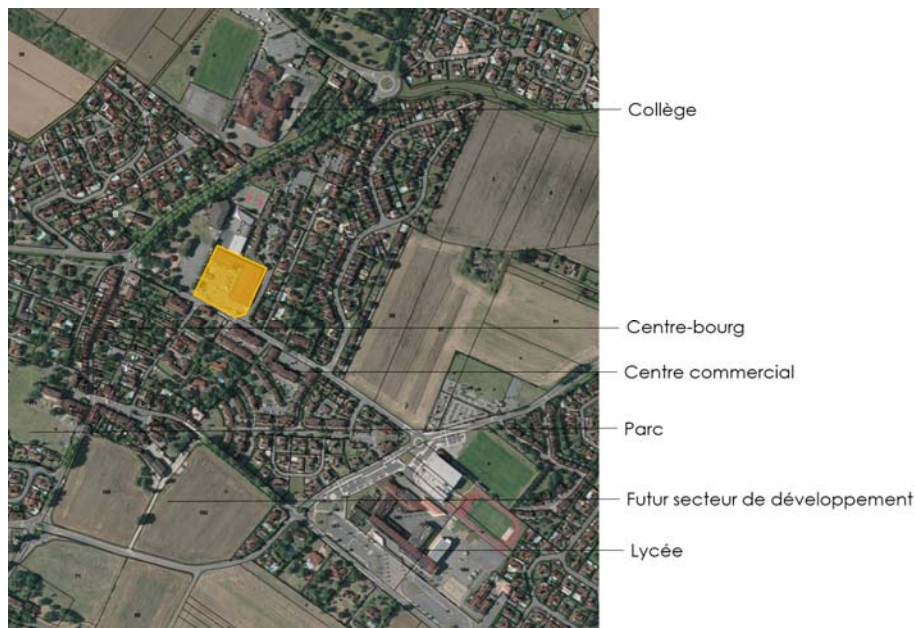 Collège
Centre-bourg
Centre commercial
Parc
Futur secteur de développement
Lycée